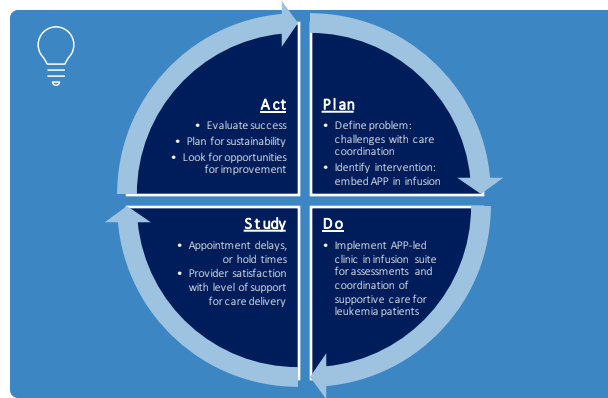 Act
• Evaluate success
• Plan for sustainability
• Look for opportunities
for improvement
Plan
• Define problem:
challenges with care
coordination
• Identify intervention:
embed APP in infusion
Study
• Appointment delays,
or hold times
• Provider satisfaction
with level of support
for care delivery
Do
• Implement APP-led
clinic in infusion suite
for assessments and
coordination of
supportive care for
leukemia patients